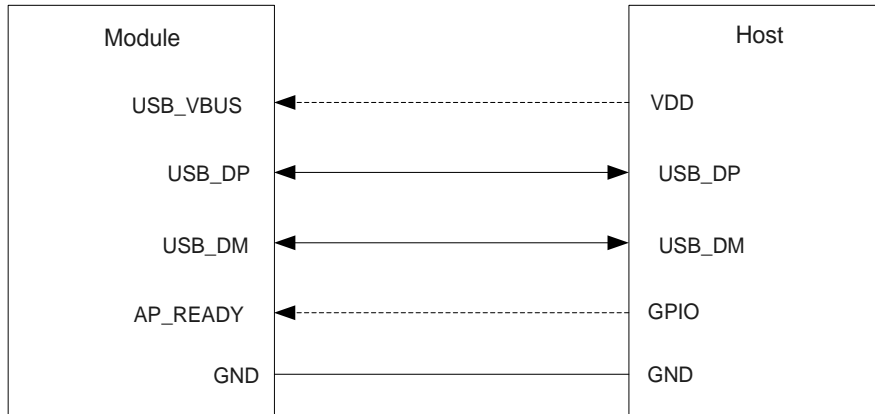 Module Host
USB_VBUS VDD
USB_DP USB_DP
USB_DM USB_DM
AP_READY GPIO
GND GND